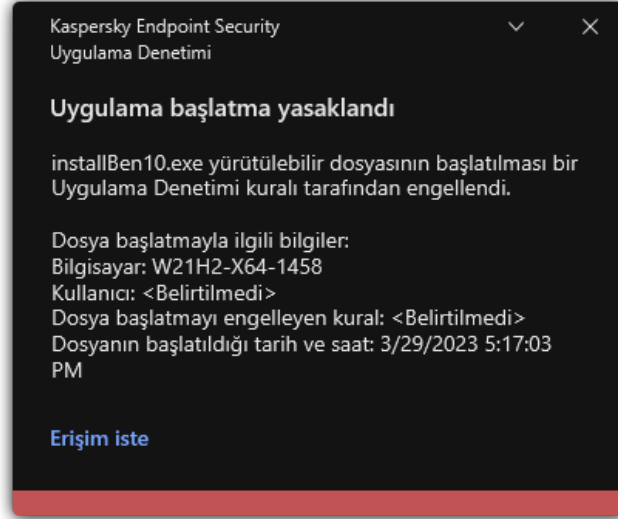 Kaspersky Endpoint Security
Uygulama Denetimi
Uygulama başlatma yasaklandı
installBen10.exe yürütülebilir dosyasının başlatılması bir
Uygulama Denetimi kuralı tarafından engellendi.
Dosya başlatmayla ilgili bilgiler:
Bilgisayar: W21H2-X64-1458
Kullanıcı: <Belirtilmedi>
Dosya başlatmayı engelleyen kural: <Belirtilmedi>
Dosyanın başlatıldığı tarih ve saat: 3/29/2023 5:17:03
PM
Erişim iste